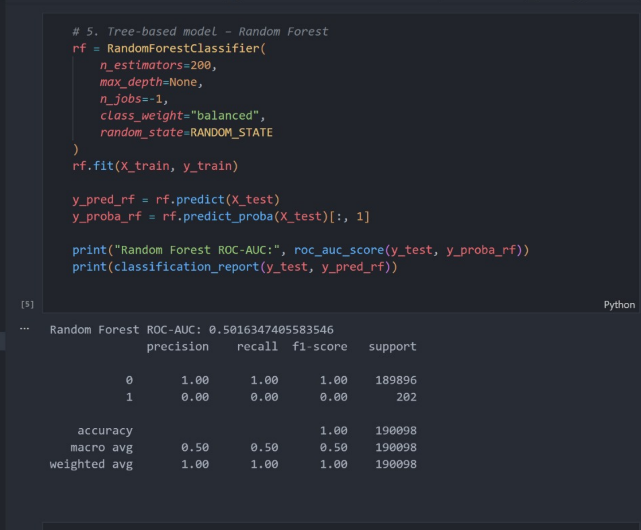 # 5. Tree-based model – Random Forest
rf = RandomForestClassifier(
    n_estimators=200,
    max_depth=None,
    n_jobs=-1,
    class_weight="balanced",
    random_state=RANDOM_STATE
)
rf.fit(X_train, y_train)
y_pred_rf = rf.predict(X_test)
y_proba_rf = rf.predict_proba(X_test)[:, 1]
print("Random Forest ROC-AUC:", roc_auc_score(y_test, y_proba_rf))
print(classification_report(y_test, y_pred_rf))
[5] Python
... Random Forest ROC-AUC: 0.5016347405583546
precision recall f1-score support
0 1.00 1.00 1.00 189896
1 0.00 0.00 0.00 202
accuracy 1.00 190098
macro avg 0.50 0.50 0.50 190098
weighted avg 1.00 1.00 1.00 190098